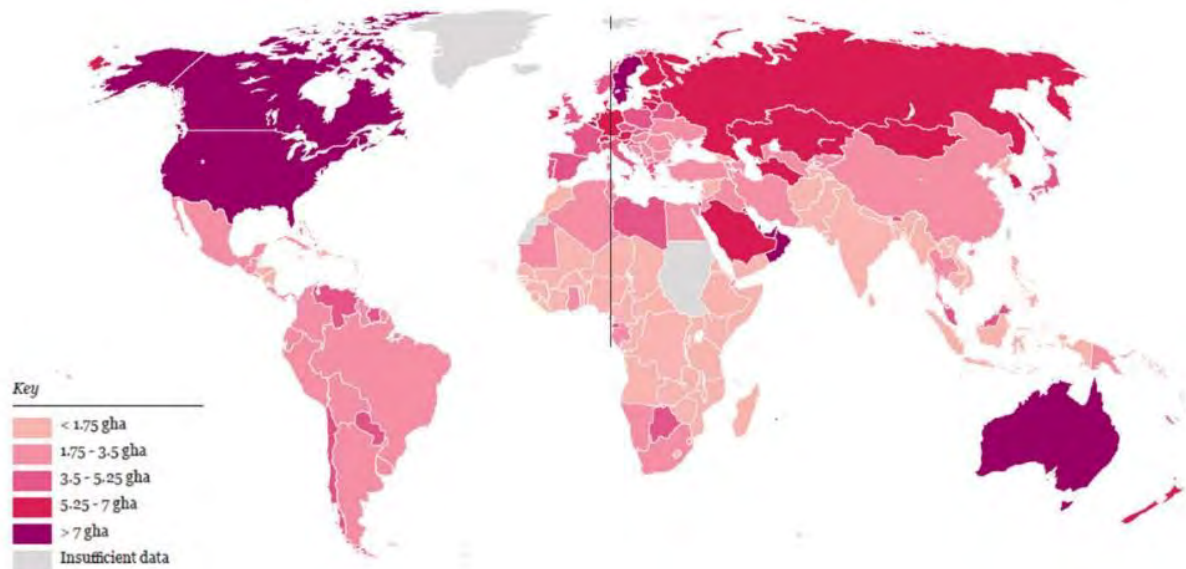 Key
< 1.75 gha
1.75 - 3.5 gha
3.5 - 5.25 gha
5.25 - 7 gha
> 7 gha
Insufficient data